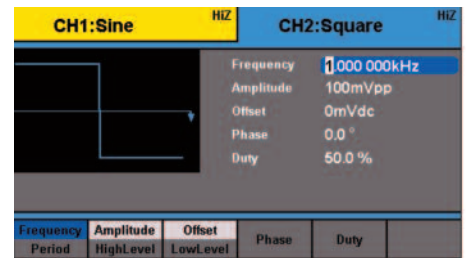 CH1:Sine HiZ CH2:Square HiZ
Frequency 1.000 000kHz
Amplitude 100mVpp
Offset 0mVdc
Phase 0.0 °
Duty 50.0 %
Frequency Amplitude Offset Phase Duty
Period HighLevel LowLevel